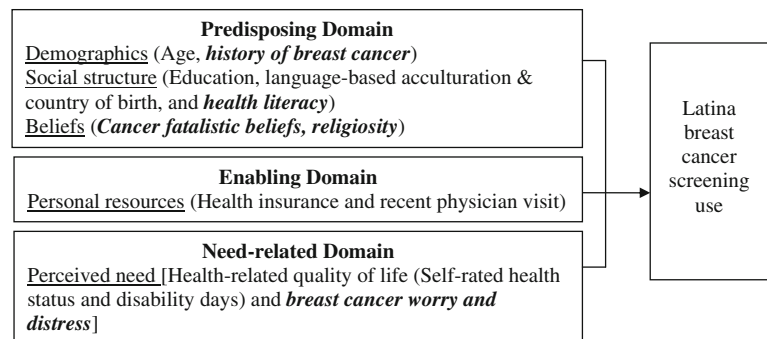 Predisposing Domain
Demographics (Age, history of breast cancer)
Social structure (Education, language-based acculturation &
country of birth, and health literacy)
Beliefs (Cancer fatalistic beliefs, religiosity)
Enabling Domain
Personal resources (Health insurance and recent physician visit)
Need-related Domain
Perceived need [Health-related quality of life (Self-rated health
status and disability days) and breast cancer worry and
distress]
Latina
breast
cancer
screening
use